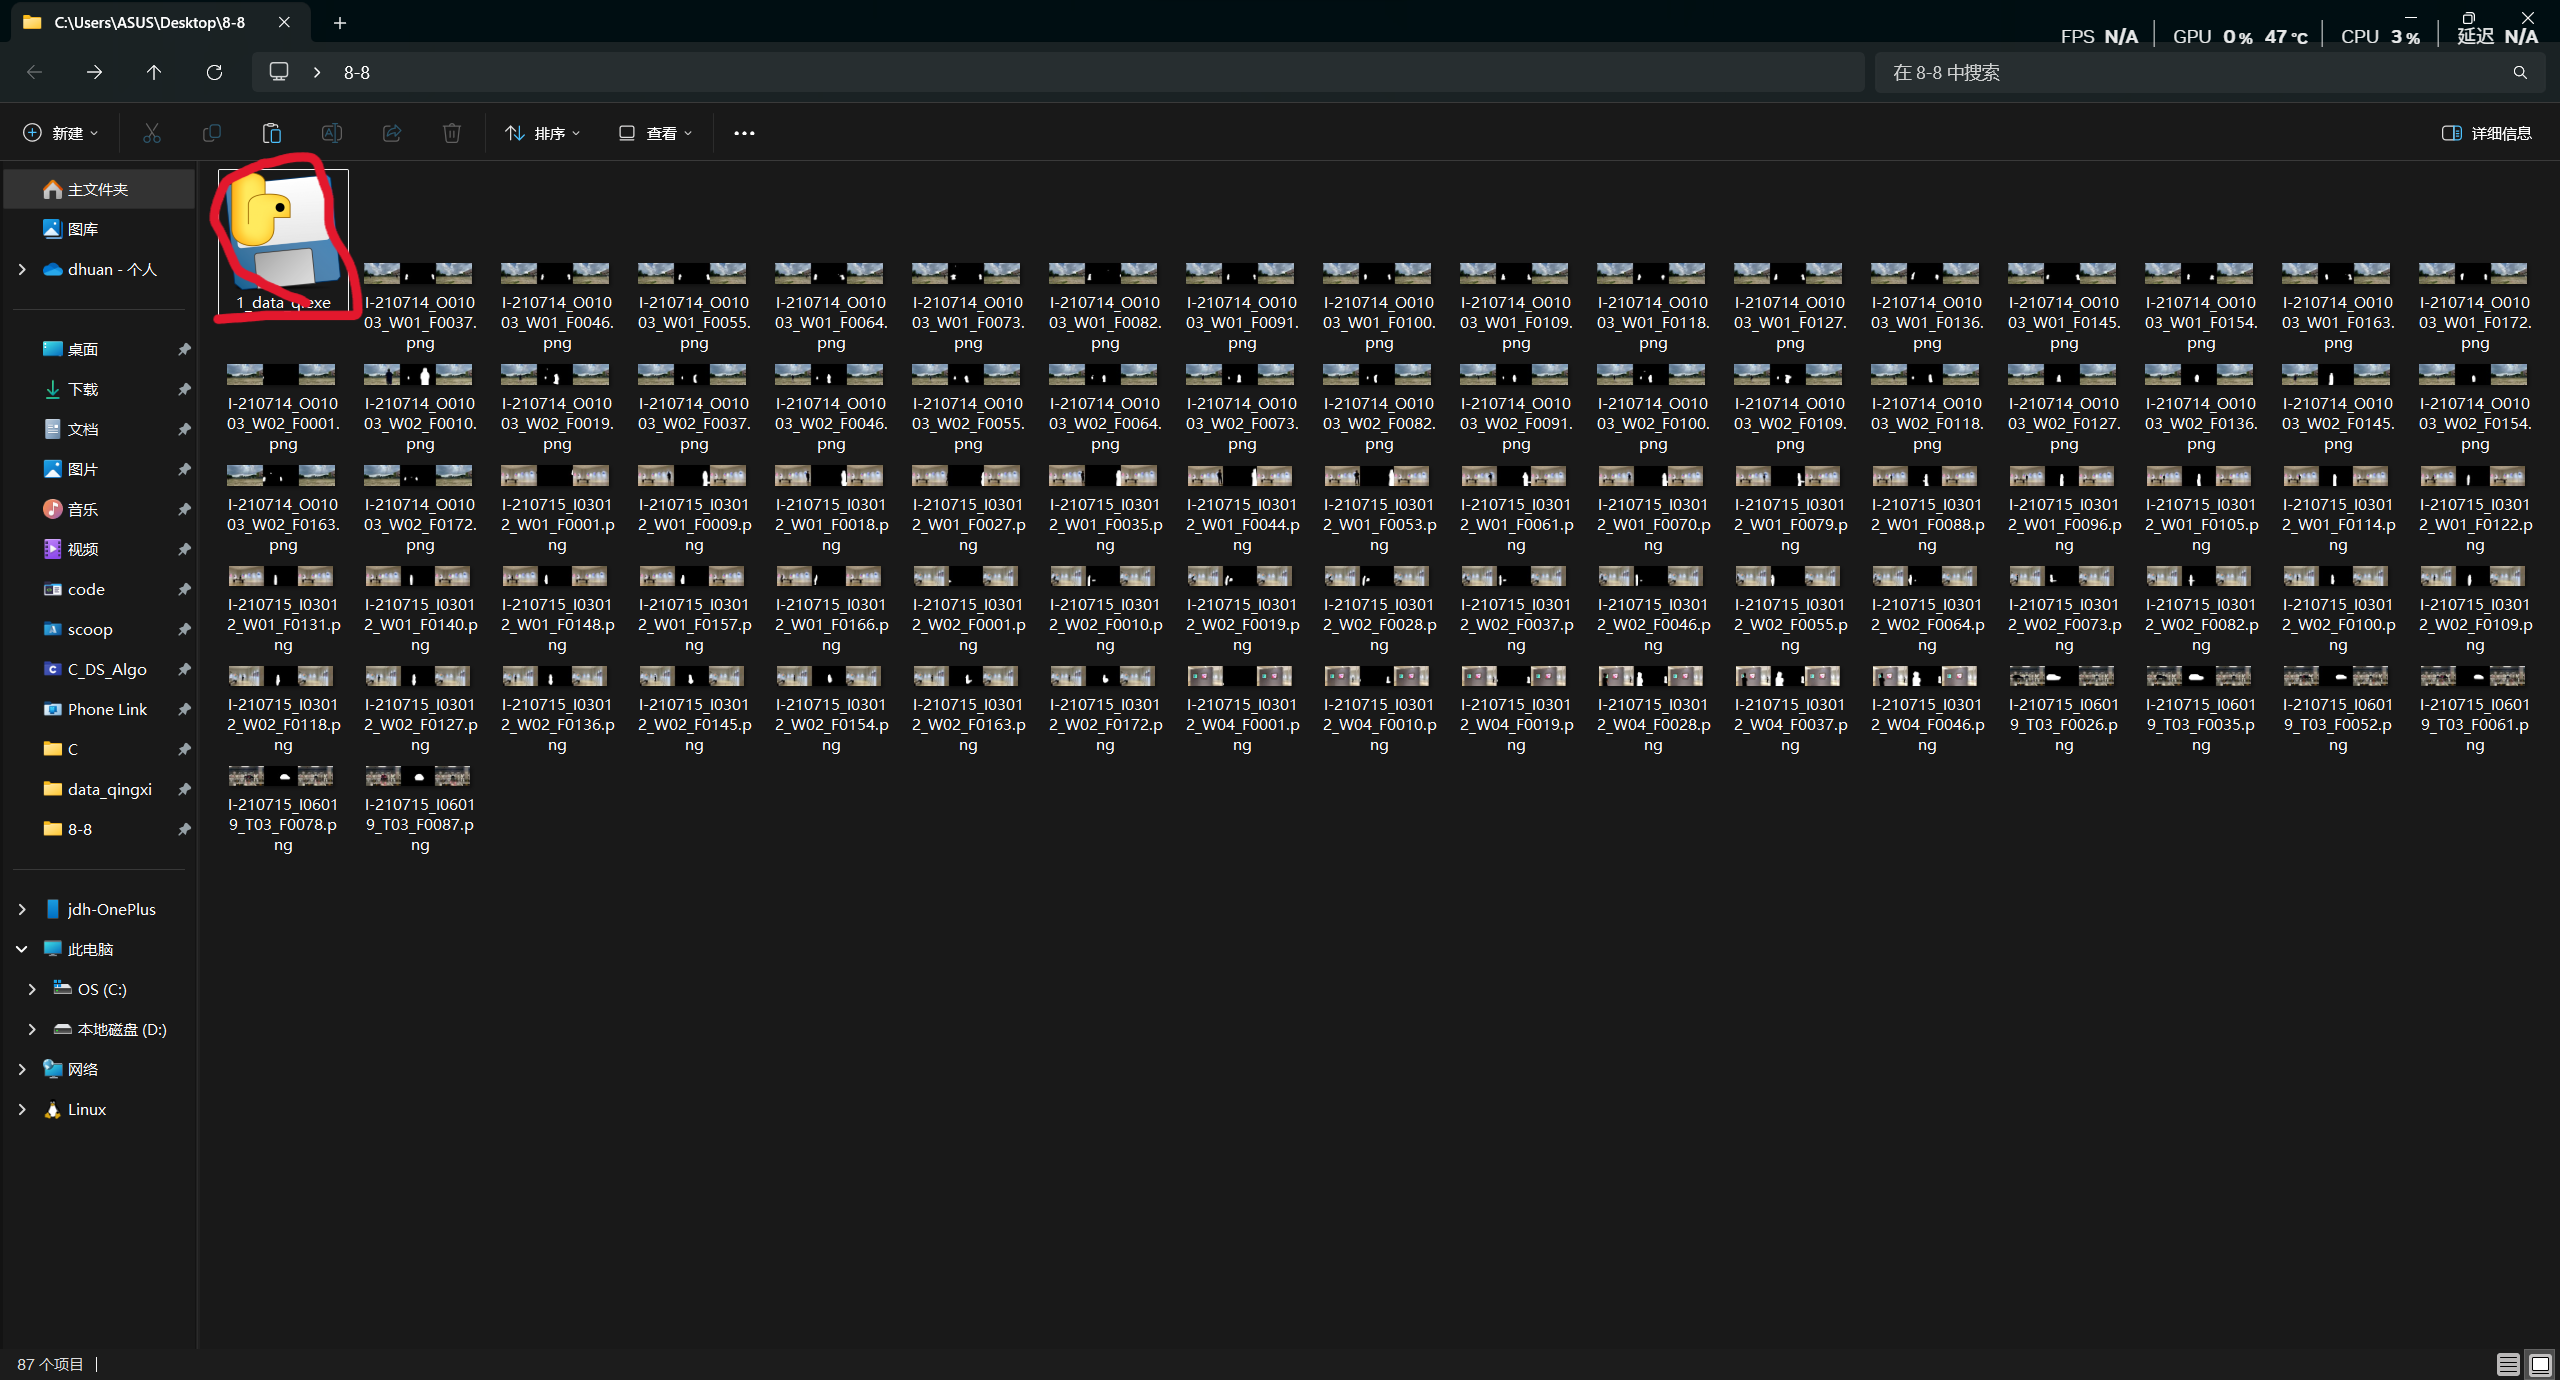 C:\Users\ASUS\Desktop\8-8
FPS N/A GPU 0 % 47 °C CPU 3 % 延迟 N/A
8-8
在 8-8 中搜索
新建
排序
查看
详细信息
主文件夹
图库
dhuan - 个人
桌面
下载
文档
图片
音乐
视频
code
scoop
C_DS_Algo
Phone Link
C
data_qingxi
8-8
jdh-OnePlus
此电脑
OS (C:)
本地磁盘 (D:)
网络
Linux
1_data_q.exe
I-210714_O01003_W01_F0037.png
I-210714_O01003_W01_F0046.png
I-210714_O01003_W01_F0055.png
I-210714_O01003_W01_F0064.png
I-210714_O01003_W01_F0073.png
I-210714_O01003_W01_F0082.png
I-210714_O01003_W01_F0091.png
I-210714_O01003_W01_F0100.png
I-210714_O01003_W01_F0109.png
I-210714_O01003_W01_F0118.png
I-210714_O01003_W01_F0127.png
I-210714_O01003_W01_F0136.png
I-210714_O01003_W01_F0145.png
I-210714_O01003_W01_F0154.png
I-210714_O01003_W01_F0163.png
I-210714_O01003_W01_F0172.png
I-210714_O01003_W02_F0001.png
I-210714_O01003_W02_F0010.png
I-210714_O01003_W02_F0019.png
I-210714_O01003_W02_F0037.png
I-210714_O01003_W02_F0046.png
I-210714_O01003_W02_F0055.png
I-210714_O01003_W02_F0064.png
I-210714_O01003_W02_F0073.png
I-210714_O01003_W02_F0082.png
I-210714_O01003_W02_F0091.png
I-210714_O01003_W02_F0100.png
I-210714_O01003_W02_F0109.png
I-210714_O01003_W02_F0118.png
I-210714_O01003_W02_F0127.png
I-210714_O01003_W02_F0136.png
I-210714_O01003_W02_F0145.png
I-210714_O01003_W02_F0154.png
I-210714_O01003_W02_F0163.png
I-210714_O01003_W02_F0172.png
I-210715_I03012_W01_F0001.png
I-210715_I03012_W01_F0009.png
I-210715_I03012_W01_F0018.png
I-210715_I03012_W01_F0027.png
I-210715_I03012_W01_F0035.png
I-210715_I03012_W01_F0044.png
I-210715_I03012_W01_F0053.png
I-210715_I03012_W01_F0061.png
I-210715_I03012_W01_F0070.png
I-210715_I03012_W01_F0079.png
I-210715_I03012_W01_F0088.png
I-210715_I03012_W01_F0096.png
I-210715_I03012_W01_F0105.png
I-210715_I03012_W01_F0114.png
I-210715_I03012_W01_F0122.png
I-210715_I03012_W01_F0131.png
I-210715_I03012_W01_F0140.png
I-210715_I03012_W01_F0148.png
I-210715_I03012_W01_F0157.png
I-210715_I03012_W01_F0166.png
I-210715_I03012_W02_F0001.png
I-210715_I03012_W02_F0010.png
I-210715_I03012_W02_F0019.png
I-210715_I03012_W02_F0028.png
I-210715_I03012_W02_F0037.png
I-210715_I03012_W02_F0046.png
I-210715_I03012_W02_F0055.png
I-210715_I03012_W02_F0064.png
I-210715_I03012_W02_F0073.png
I-210715_I03012_W02_F0082.png
I-210715_I03012_W02_F0100.png
I-210715_I03012_W02_F0109.png
I-210715_I03012_W02_F0118.png
I-210715_I03012_W02_F0127.png
I-210715_I03012_W02_F0136.png
I-210715_I03012_W02_F0145.png
I-210715_I03012_W02_F0154.png
I-210715_I03012_W02_F0163.png
I-210715_I03012_W02_F0172.png
I-210715_I03012_W04_F0001.png
I-210715_I03012_W04_F0010.png
I-210715_I03012_W04_F0019.png
I-210715_I03012_W04_F0028.png
I-210715_I03012_W04_F0037.png
I-210715_I03012_W04_F0046.png
I-210715_I06019_T03_F0026.png
I-210715_I06019_T03_F0035.png
I-210715_I06019_T03_F0052.png
I-210715_I06019_T03_F0061.png
I-210715_I06019_T03_F0078.png
I-210715_I06019_T03_F0087.png
87 个项目